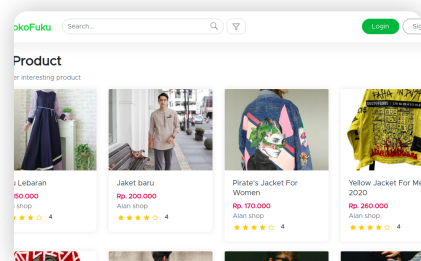 okoFuku
Search...
Login
Sig
Product
er interesting product
u Lebaran
350.000
shop
4
Jaket baru
Rp. 200.000
Alan shop
4
Pirate's Jacket For
Women
Rp. 170.000
Alan shop
4
Yellow Jacket For Me
2020
Rp. 260.000
Alan shop
4